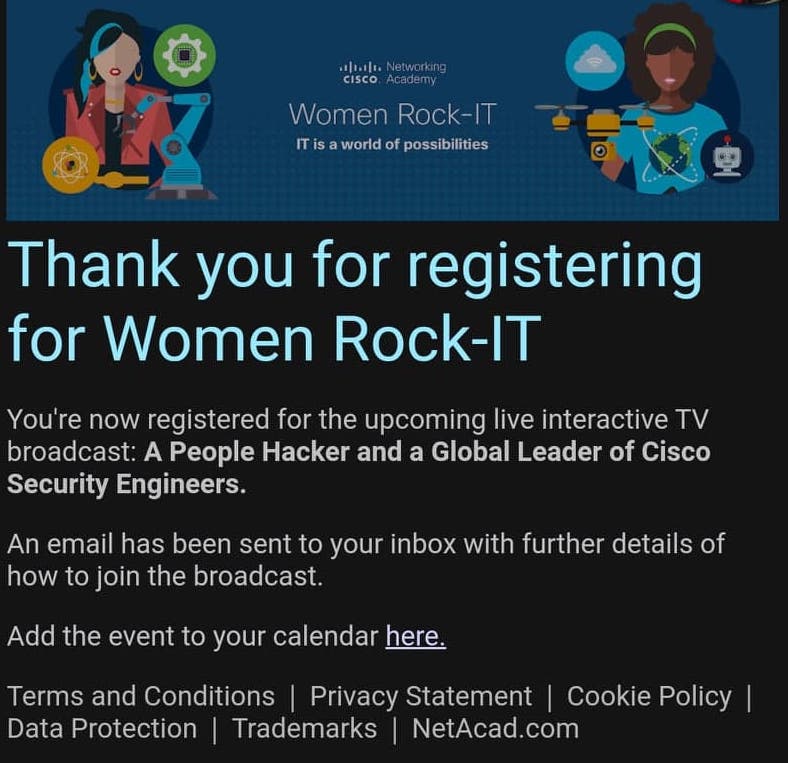 Networking
CISCO Academy
Women Rock-IT
IT is a world of possibilities
Thank you for registering
for Women Rock-IT
You're now registered for the upcoming live interactive TV
broadcast: A People Hacker and a Global Leader of Cisco
Security Engineers.
An email has been sent to your inbox with further details of
how to join the broadcast.
Add the event to your calendar here.
Terms and Conditions | Privacy Statement | Cookie Policy |
Data Protection | Trademarks | NetAcad.com